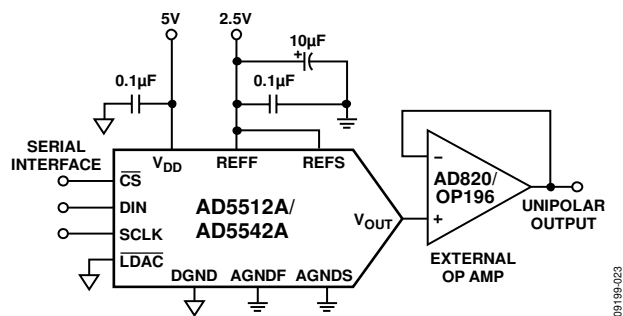 5V
2.5V
10µF
+
0.1µF
0.1µF
SERIAL
INTERFACE
VDD
REFF
REFS
CS
DIN
SCLK
LDAC
AD5512A/
AD5542A
VOUT
DGND
AGNDF
AGNDS
–
+
AD820/
OP196
UNIPOLAR
OUTPUT
EXTERNAL
OP AMP
09199-023